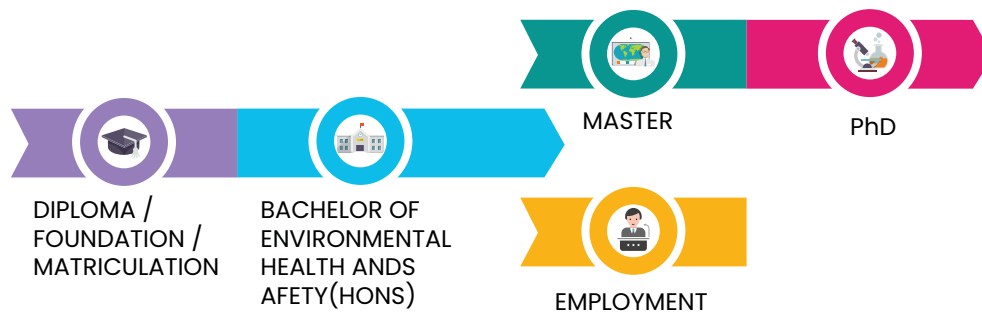 MASTER
PhD
DIPLOMA /
FOUNDATION /
MATRICULATION
BACHELOR OF
ENVIRONMENTAL
HEALTH ANDS
AFETY(HONS)
EMPLOYMENT